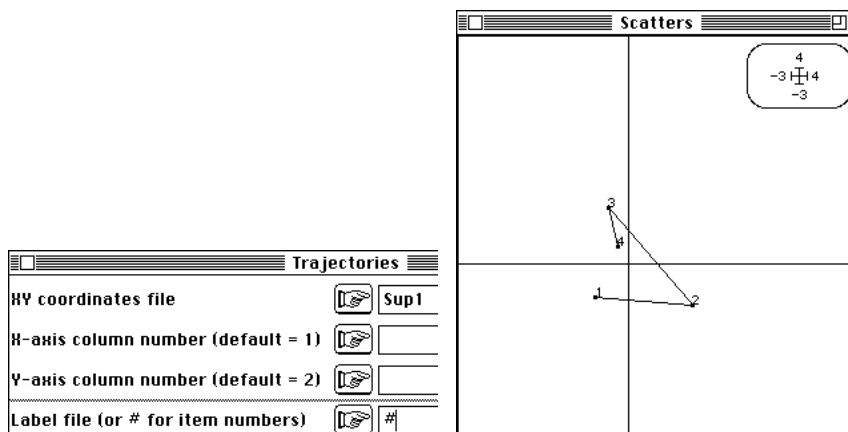 Trajectories
XY coordinates file
Sup1
X-axis column number (default = 1)
Y-axis column number (default = 2)
Label file (or # for item numbers)
#
Scatters
4
-3 4
-3
3
4
1
2